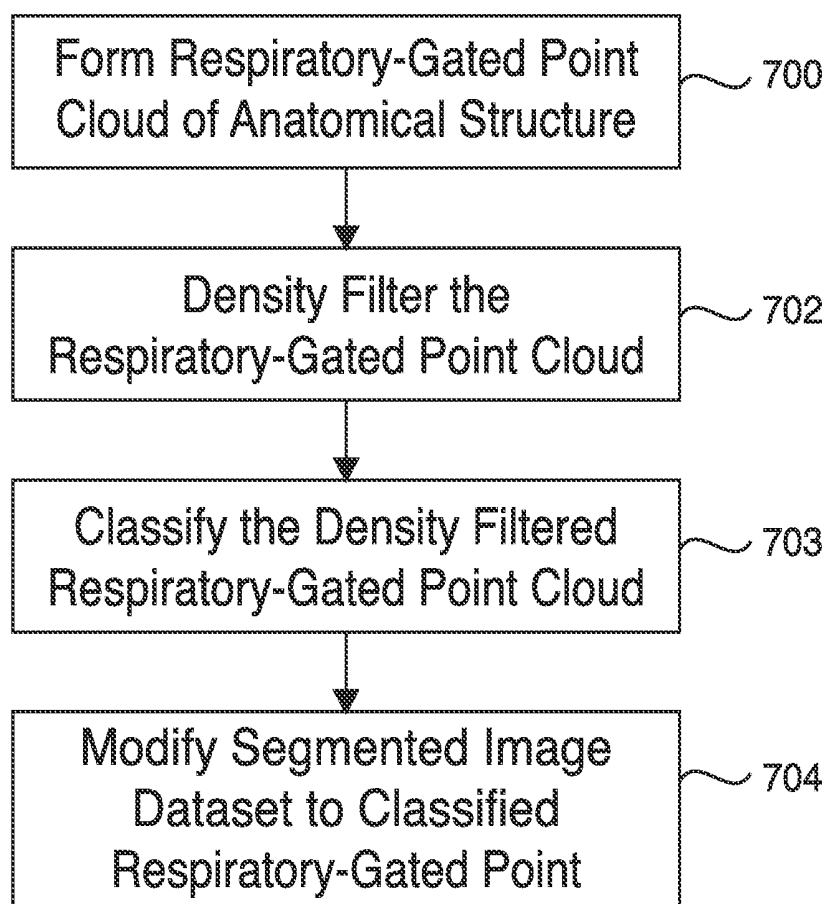 Form Respiratory-Gated Point
Cloud of Anatomical Structure
700
Density Filter the
Respiratory-Gated Point Cloud
702
Classify the Density Filtered
Respiratory-Gated Point Cloud
703
Modify Segmented Image
Dataset to Classified
Respiratory-Gated Point
704